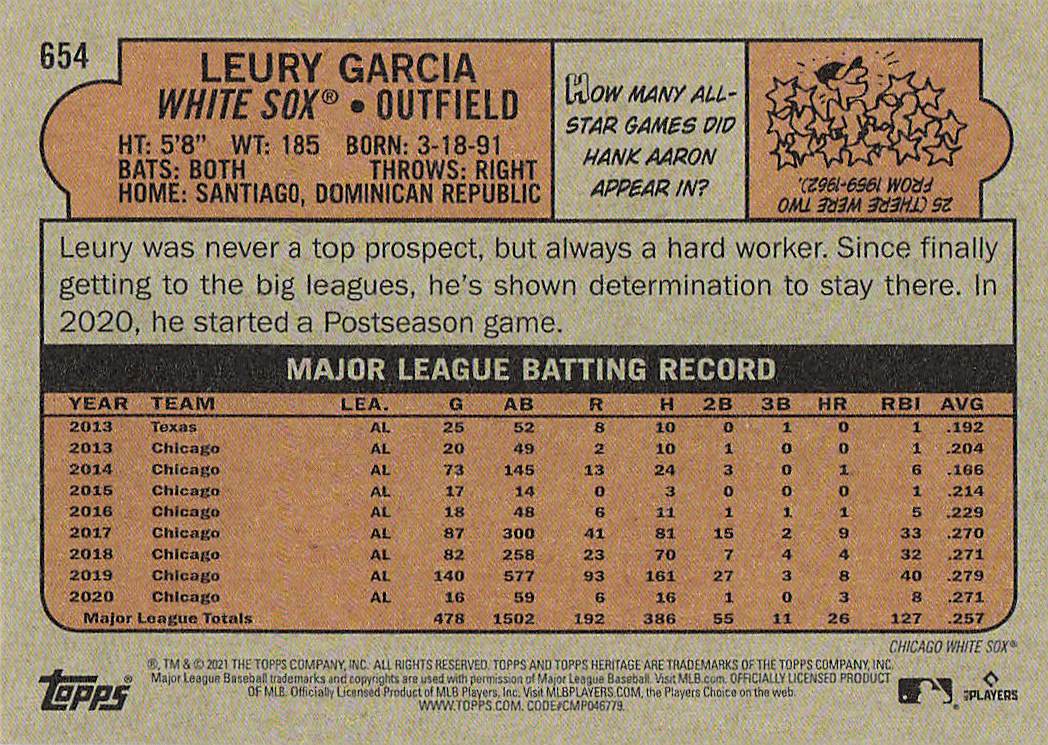 654
LEURY GARCIA
WHITE SOX® • OUTFIELD
HT: 5'8" WT: 185 BORN: 3-18-91
BATS: BOTH THROWS: RIGHT
HOME: SANTIAGO, DOMINICAN REPUBLIC
HOW MANY ALL-
STAR GAMES DID
HANK AARON
APPEAR IN?
25 (THERE WERE TWO
FROM 1959-1962).
Leury was never a top prospect, but always a hard worker. Since finally
getting to the big leagues, he's shown determination to stay there. In
2020, he started a Postseason game.
MAJOR LEAGUE BATTING RECORD
YEAR TEAM LEA. G AB R H 2B 3B HR RBI AVG
2013 Texas AL 25 52 8 10 0 1 0 1 .192
2013 Chicago AL 20 49 2 10 1 0 0 1 .204
2014 Chicago AL 73 145 13 24 3 0 1 6 .166
2015 Chicago AL 17 14 0 3 0 0 0 1 .214
2016 Chicago AL 18 48 6 11 1 1 1 5 .229
2017 Chicago AL 87 300 41 81 15 2 9 33 .270
2018 Chicago AL 82 258 23 70 7 4 4 32 .271
2019 Chicago AL 140 577 93 161 27 3 8 40 .279
2020 Chicago AL 16 59 6 16 1 0 3 8 .271
Major League Totals 478 1502 192 386 55 11 26 127 .257
CHICAGO WHITE SOX®
®, TM & © 2021 THE TOPPS COMPANY, INC. ALL RIGHTS RESERVED. TOPPS AND TOPPS HERITAGE ARE TRADEMARKS OF THE TOPPS COMPANY, INC.
Major League Baseball trademarks and copyrights are used with permission of Major League Baseball. Visit MLB.com. OFFICIALLY LICENSED PRODUCT
OF MLB. Officially Licensed Product of MLB Players, Inc. Visit MLBPLAYERS.COM, the Players Choice on the web.
WWW.TOPPS.COM. CODE#CMP046779.
topps®
MLB PLAYERS